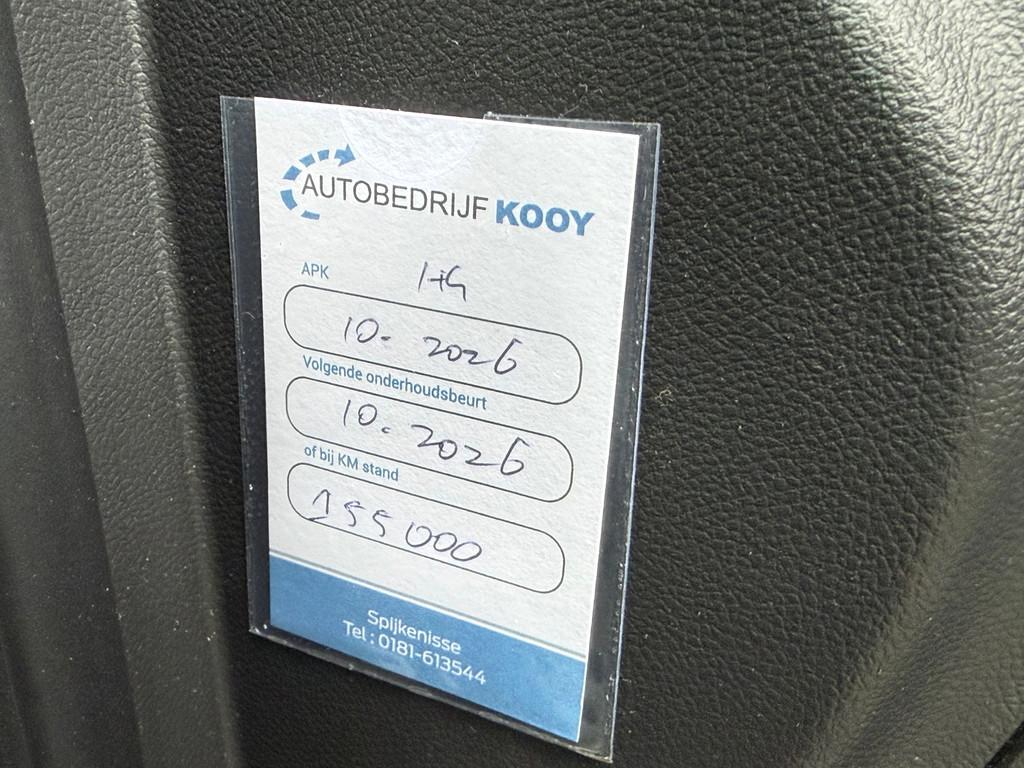 AUTOBEDRIJF KOOY
APK
10. 2026
Volgende onderhoudsbeurt
10. 2026
of bij KM stand
155000
Spijkenisse
Tel : 0181-613544